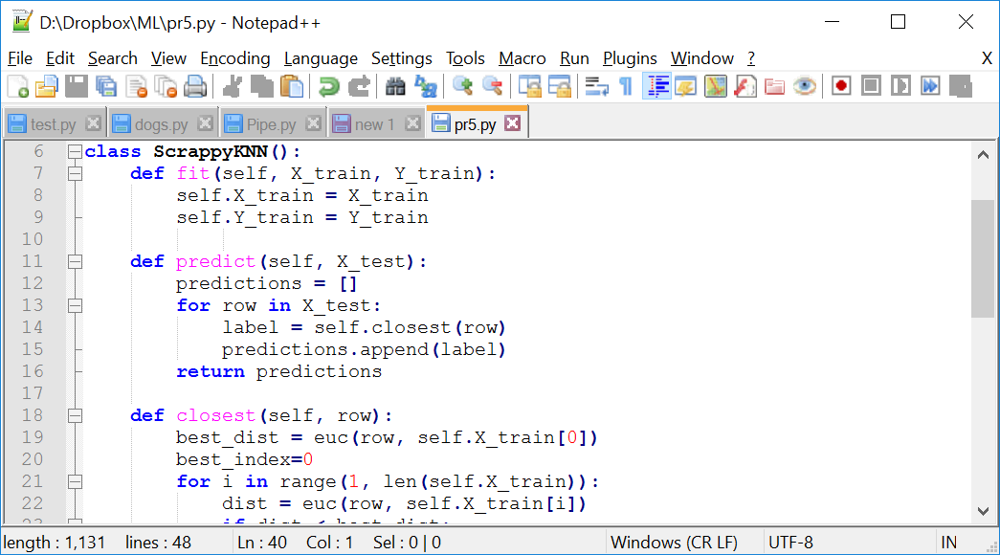 D:\Dropbox\ML\pr5.py - Notepad++
File Edit Search View Encoding Language Settings Tools Macro Run Plugins Window ? X
test.py dogs.py Pipe.py new 1 pr5.py
6 class ScrappyKNN():
7     def fit(self, X_train, Y_train):
8         self.X_train = X_train
9         self.Y_train = Y_train
10
11     def predict(self, X_test):
12         predictions = []
13         for row in X_test:
14             label = self.closest(row)
15             predictions.append(label)
16         return predictions
17
18     def closest(self, row):
19         best_dist = euc(row, self.X_train[0])
20         best_index=0
21         for i in range(1, len(self.X_train)):
22             dist = euc(row, self.X_train[i])
23             if dist < best_dist:
length : 1,131 lines : 48 Ln : 40 Col : 1 Sel : 0 | 0 Windows (CR LF) UTF-8 IN